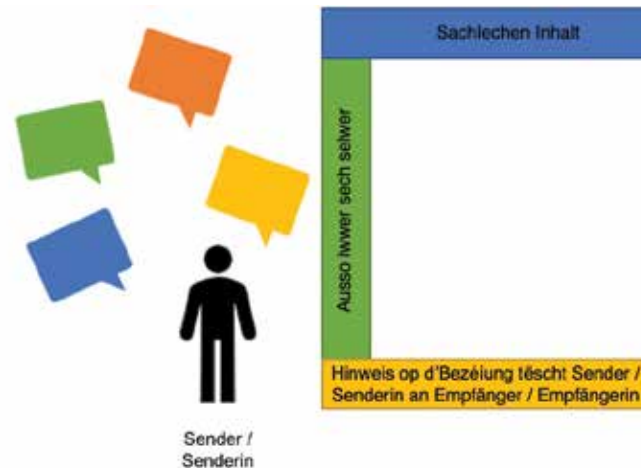 Sachlechen Inhalt
Ausso iwwer sech selwer
Hinweis op d'Bezéiung tëscht Sender /
Senderin an Empfänger / Empfängerin
Sender /
Senderin